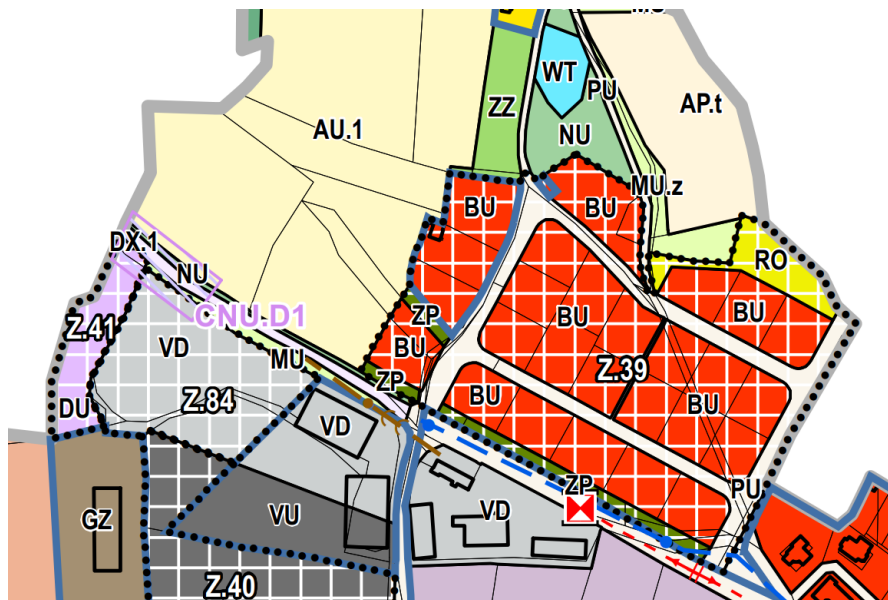 WT
PU
ZZ
AP.t
AU.1
NU
MU.z
BU
BU
DX.1
NU
RO
CNU.D1
ZP
BU
BU
Z.41
VD
MU
BU
ZP
Z.39
DU
Z.84
BU
BU
VD
ZP
PU
GZ
VU
VD
Z.40